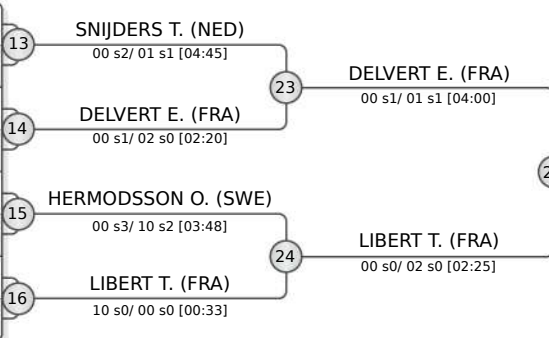 SNIJDERS T. (NED)
13
00 s2/ 01 s1 [04:45]
23
DELVERT E. (FRA)
00 s1/ 01 s1 [04:00]
DELVERT E. (FRA)
14
00 s1/ 02 s0 [02:20]
HERMODSSON O. (SWE)
15
00 s3/ 10 s2 [03:48]
24
LIBERT T. (FRA)
00 s0/ 02 s0 [02:25]
LIBERT T. (FRA)
16
10 s0/ 00 s0 [00:33]